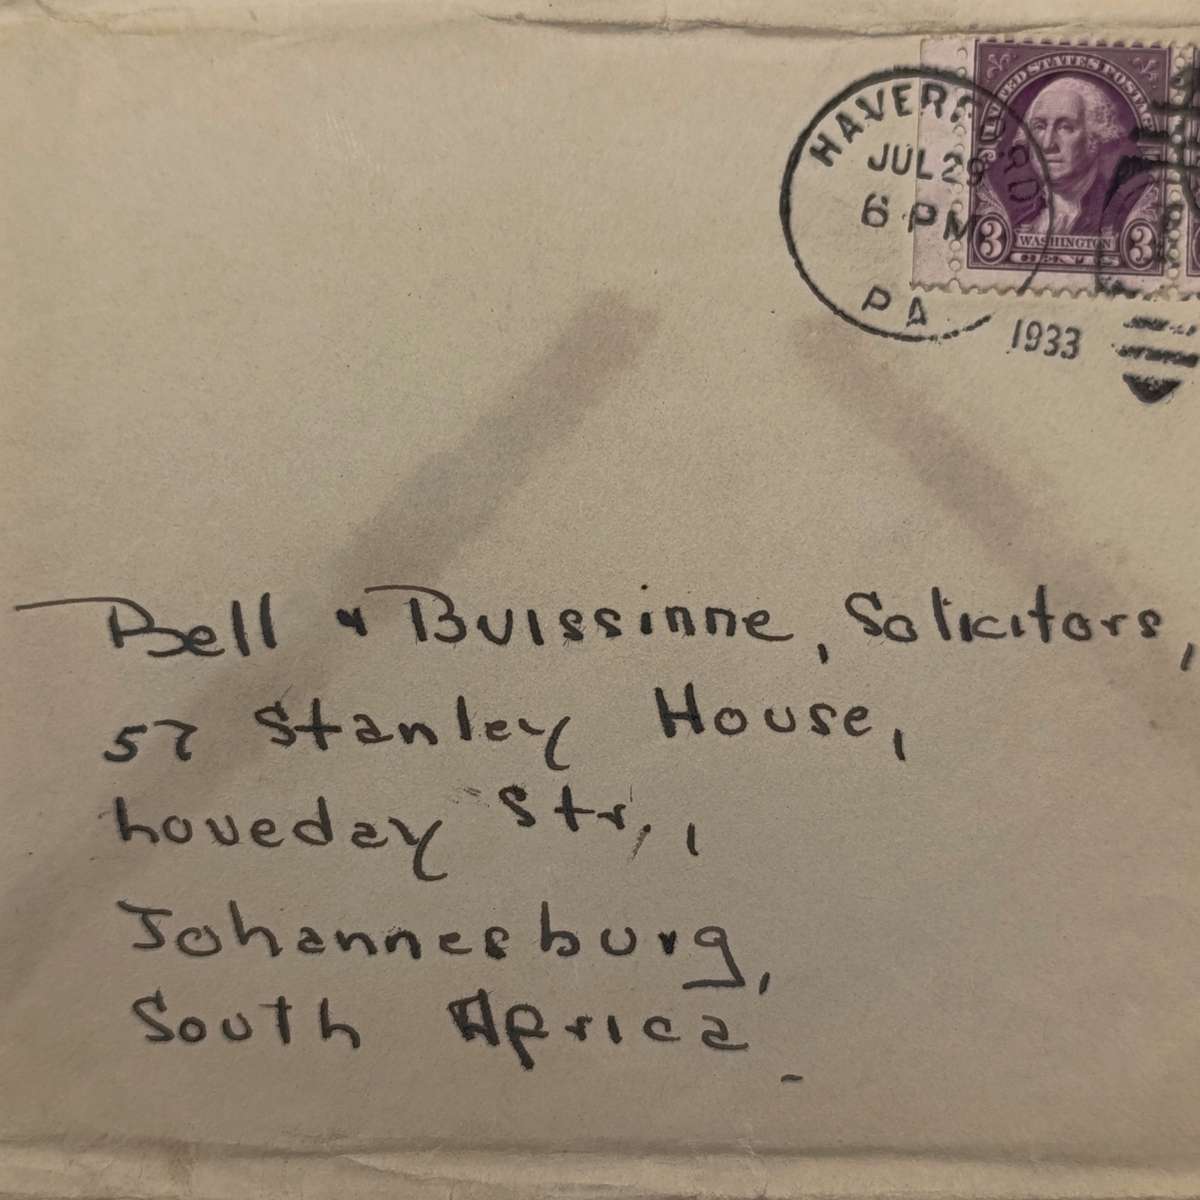 HAVERFORD
JUL 29
6 PM
PA
1933
UNITED STATES POSTAGE
3 WASHINGTON 3
CENTS
Bell & Buissinne, Solicitors,
57 Stanley House,
Loveday Str.,
Johannesburg,
South Africa